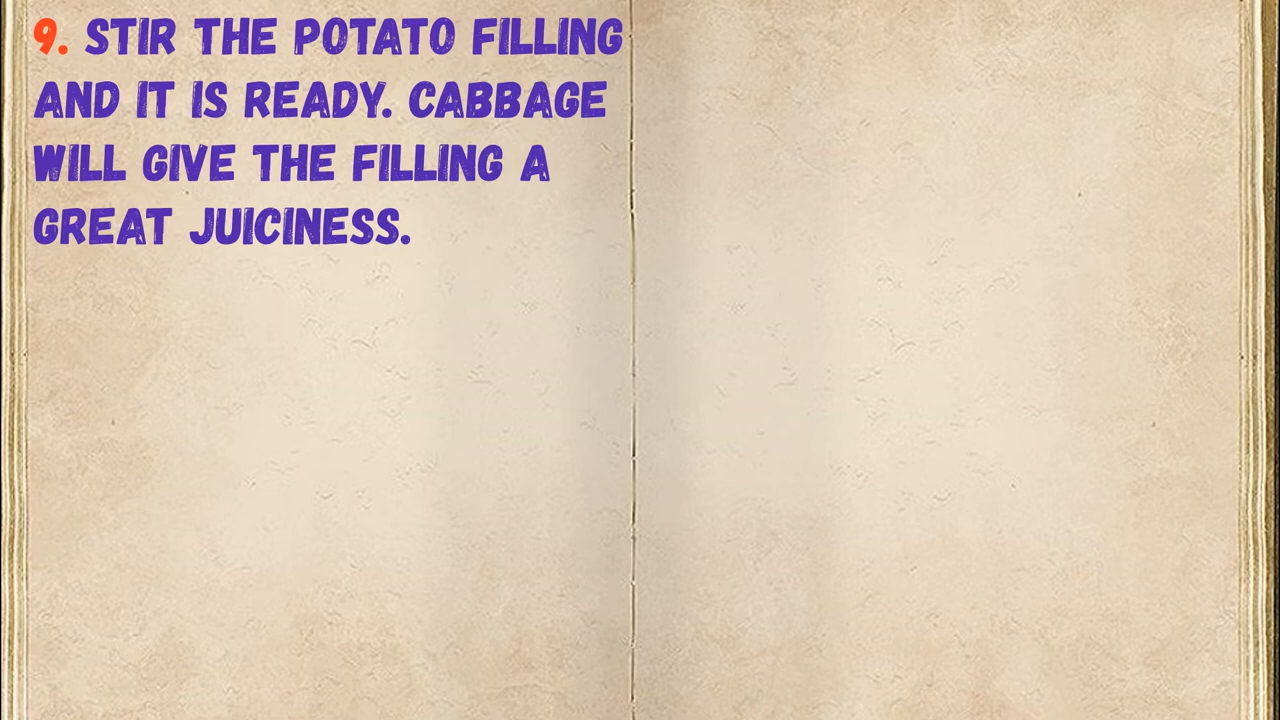 9. STIR THE POTATO FILLING
AND IT IS READY. CABBAGE
WILL GIVE THE FILLING A
GREAT JUICINESS.